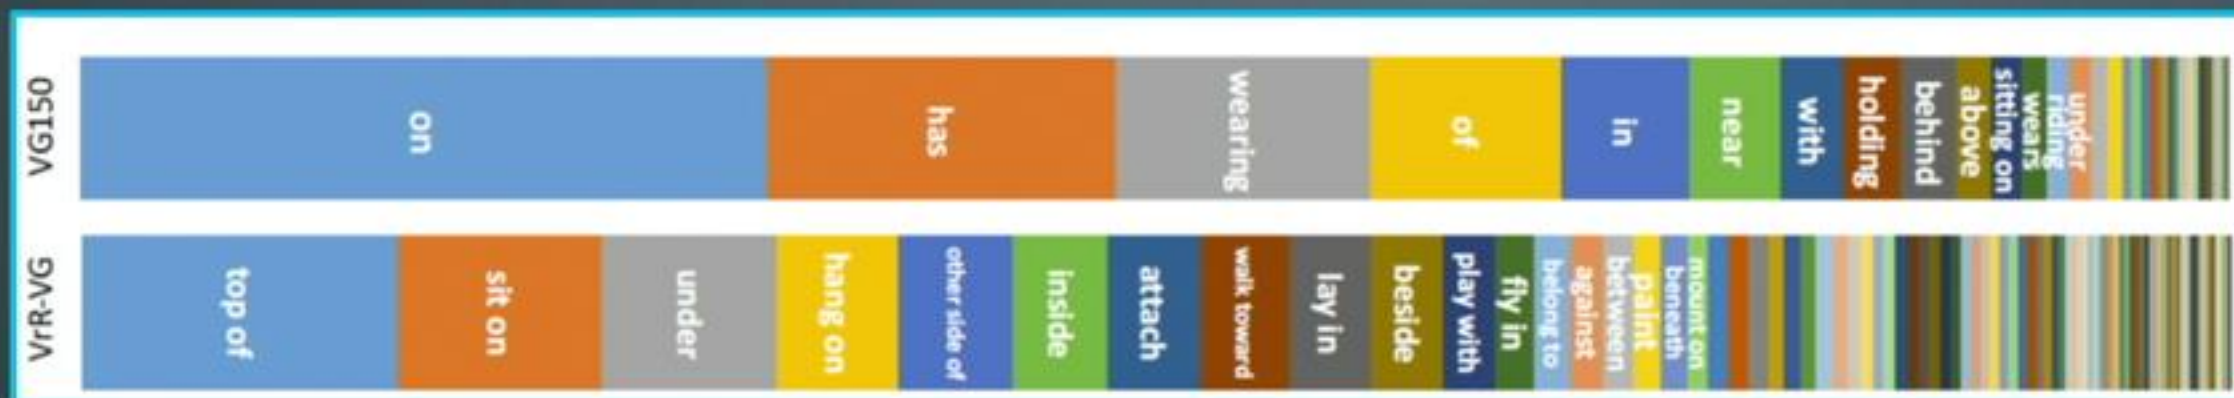 VG150
on
has
wearing
of
in
near
with
holding
behind
above
sitting on
wears
riding
under
VrR-VG
top of
sit on
under
hang on
other side of
inside
attach
walk toward
lay in
beside
play with
fly in
belong to
against
between
paint
beneath
mount on